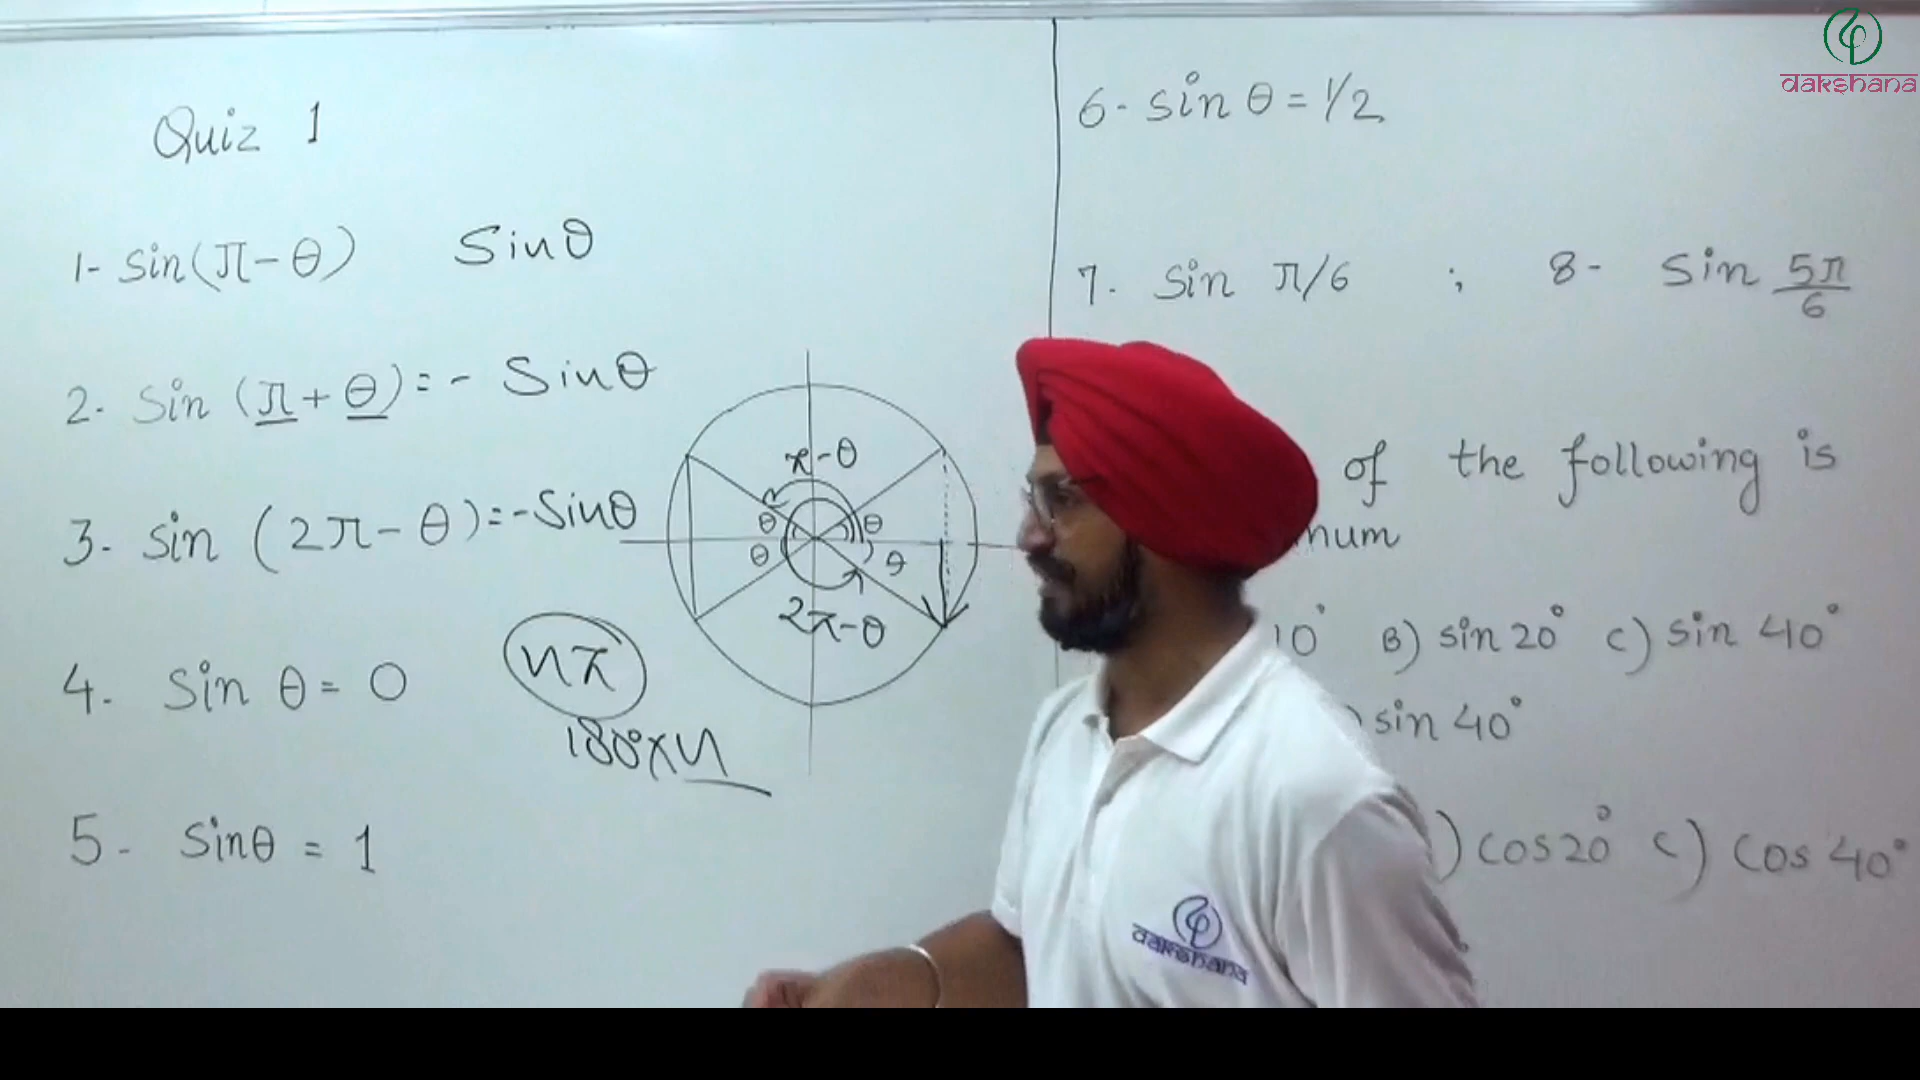 Quiz 1
1- sin(π-θ) Sinθ
2. Sin (π+θ)=- Sinθ
3. sin (2π-θ)=-Sinθ
4. Sin θ= 0
nπ
180°×n
5- Sinθ = 1
π-θ
θ θ
θ θ
2π-θ
6- sin θ = 1/2
7. Sin π/6 ; 8- Sin 5π/6
of the following is
mum
10° B) sin 20° C) sin 40°
) sin 40°
) cos 20° C) cos 40°
dakshana
dakshana